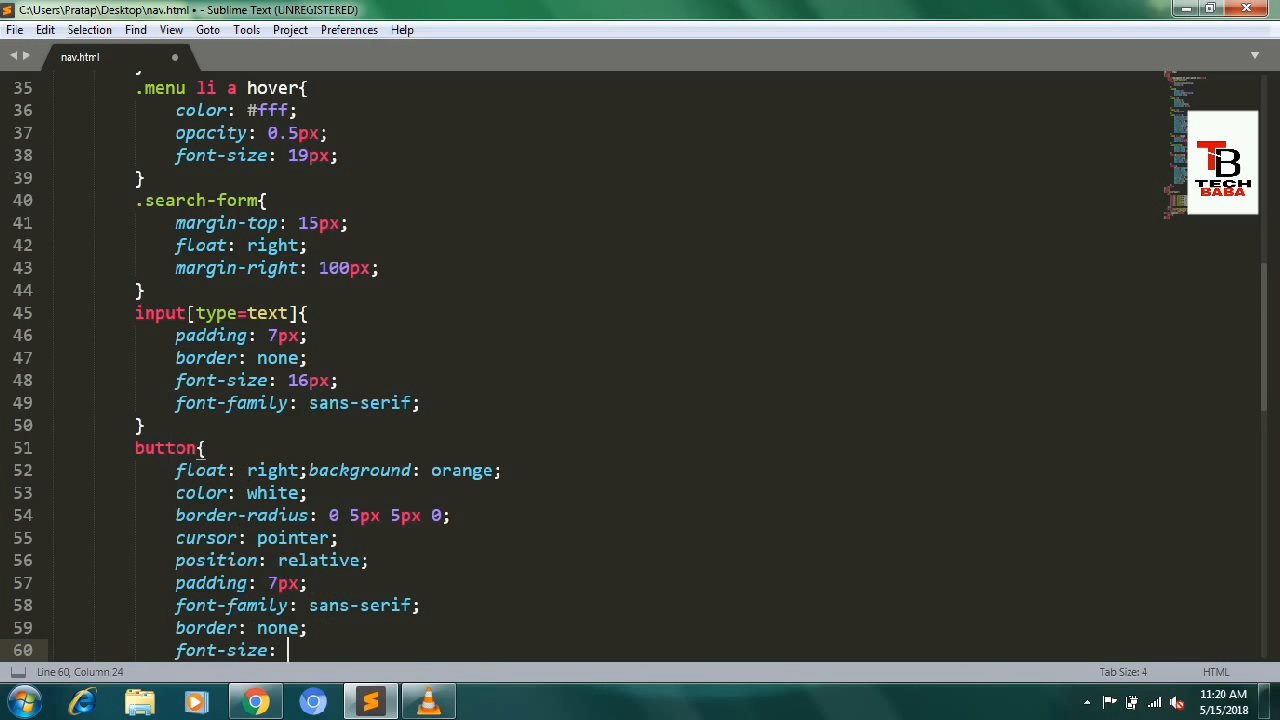 C:\Users\Pratap\Desktop\nav.html • - Sublime Text (UNREGISTERED)
File Edit Selection Find View Goto Tools Project Preferences Help
nav.html
35 .menu li a hover{
36 color: #fff;
37 opacity: 0.5px;
38 font-size: 19px;
39 }
40 .search-form{
41 margin-top: 15px;
42 float: right;
43 margin-right: 100px;
44 }
45 input[type=text]{
46 padding: 7px;
47 border: none;
48 font-size: 16px;
49 font-family: sans-serif;
50 }
51 button{
52 float: right;background: orange;
53 color: white;
54 border-radius: 0 5px 5px 0;
55 cursor: pointer;
56 position: relative;
57 padding: 7px;
58 font-family: sans-serif;
59 border: none;
60 font-size:
TB
TECH
BABA
Line 60, Column 24 Tab Size: 4 HTML
11:20 AM
5/15/2018